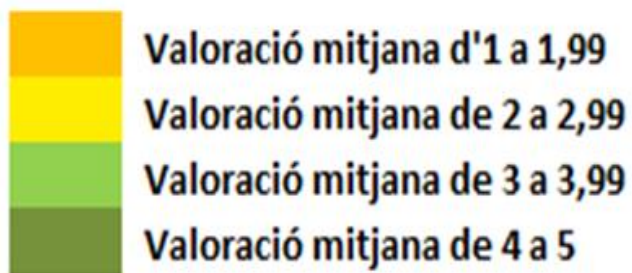 Valoració mitjana d'1 a 1,99
Valoració mitjana de 2 a 2,99
Valoració mitjana de 3 a 3,99
Valoració mitjana de 4 a 5